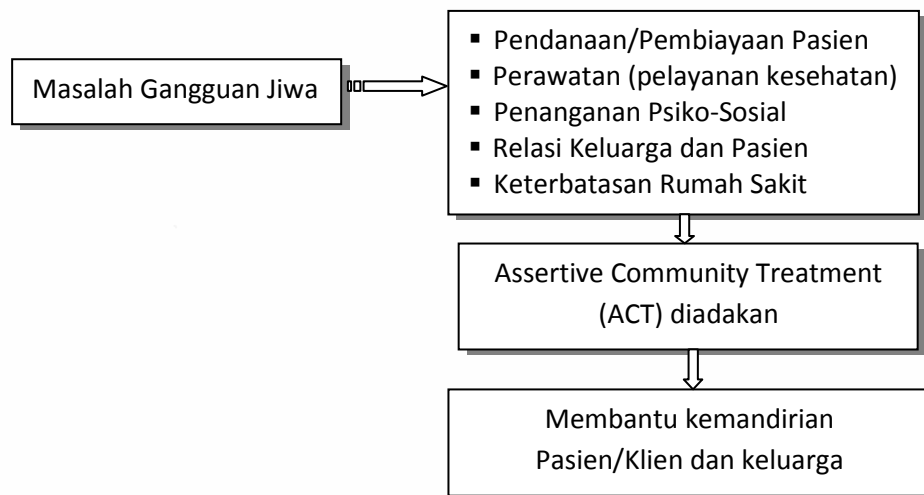 Masalah Gangguan Jiwa
▪ Pendanaan/Pembiayaan Pasien
▪ Perawatan (pelayanan kesehatan)
▪ Penanganan Psiko-Sosial
▪ Relasi Keluarga dan Pasien
▪ Keterbatasan Rumah Sakit
Assertive Community Treatment
(ACT) diadakan
Membantu kemandirian
Pasien/Klien dan keluarga